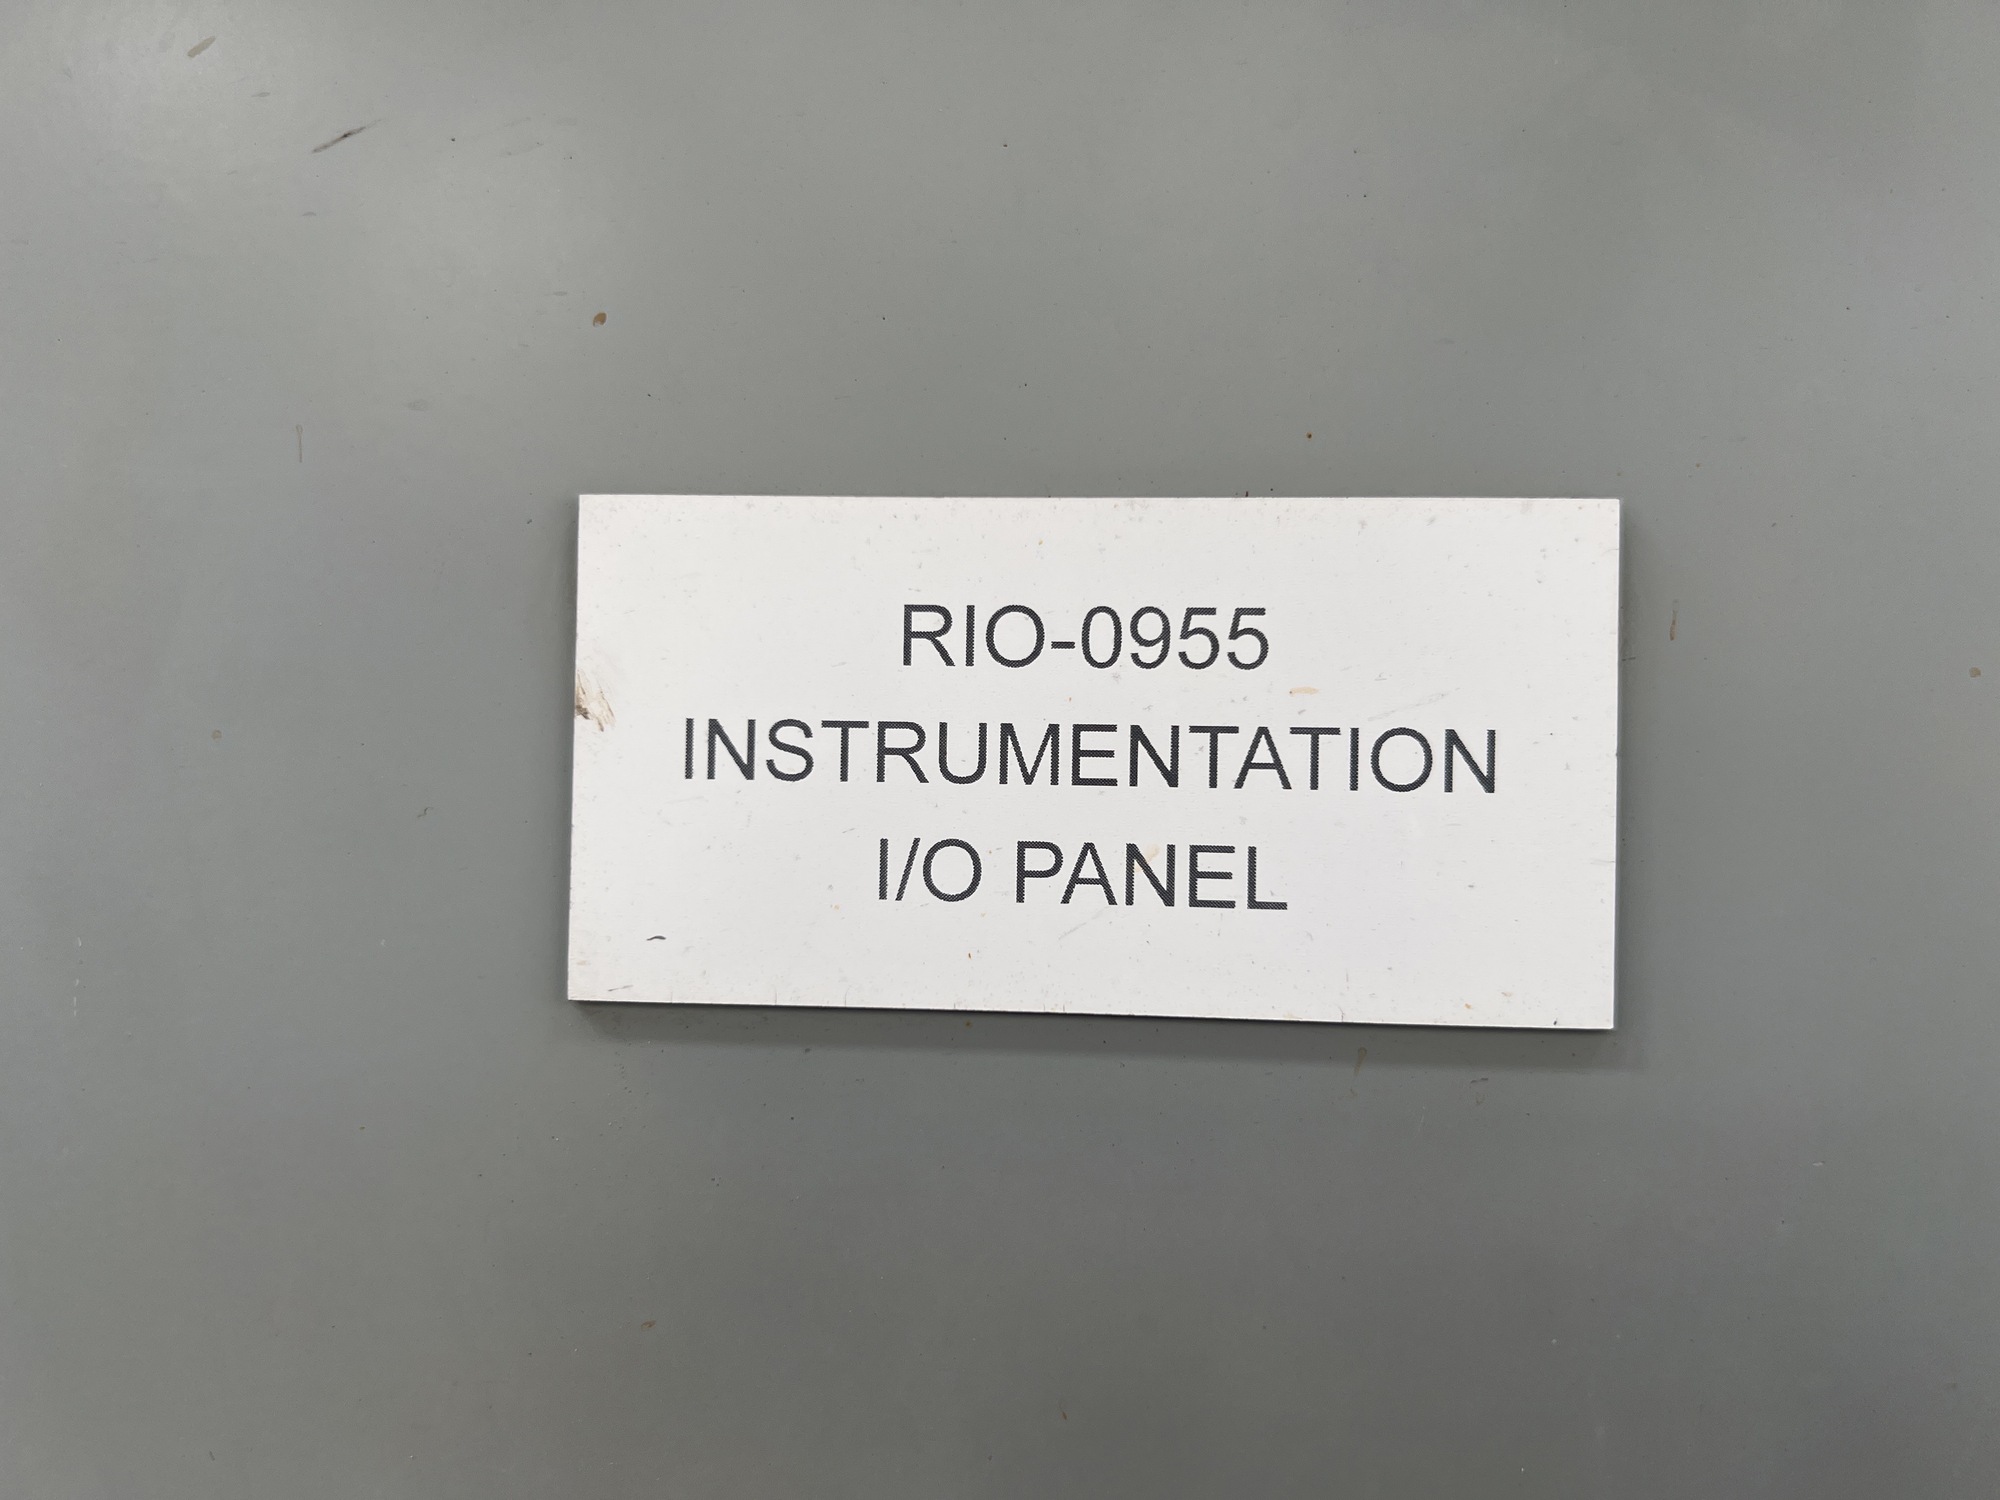 RIO-0955
INSTRUMENTATION
I/O PANEL